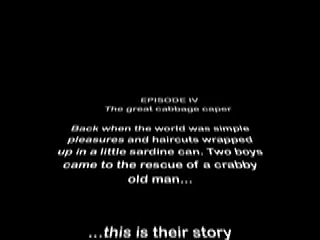 EPISODE IV
The great cabbage caper
Back when the world was simple
pleasures and haircuts wrapped
up in a little sardine can. Two boys
came to the rescue of a crabby
old man...
...this is their story